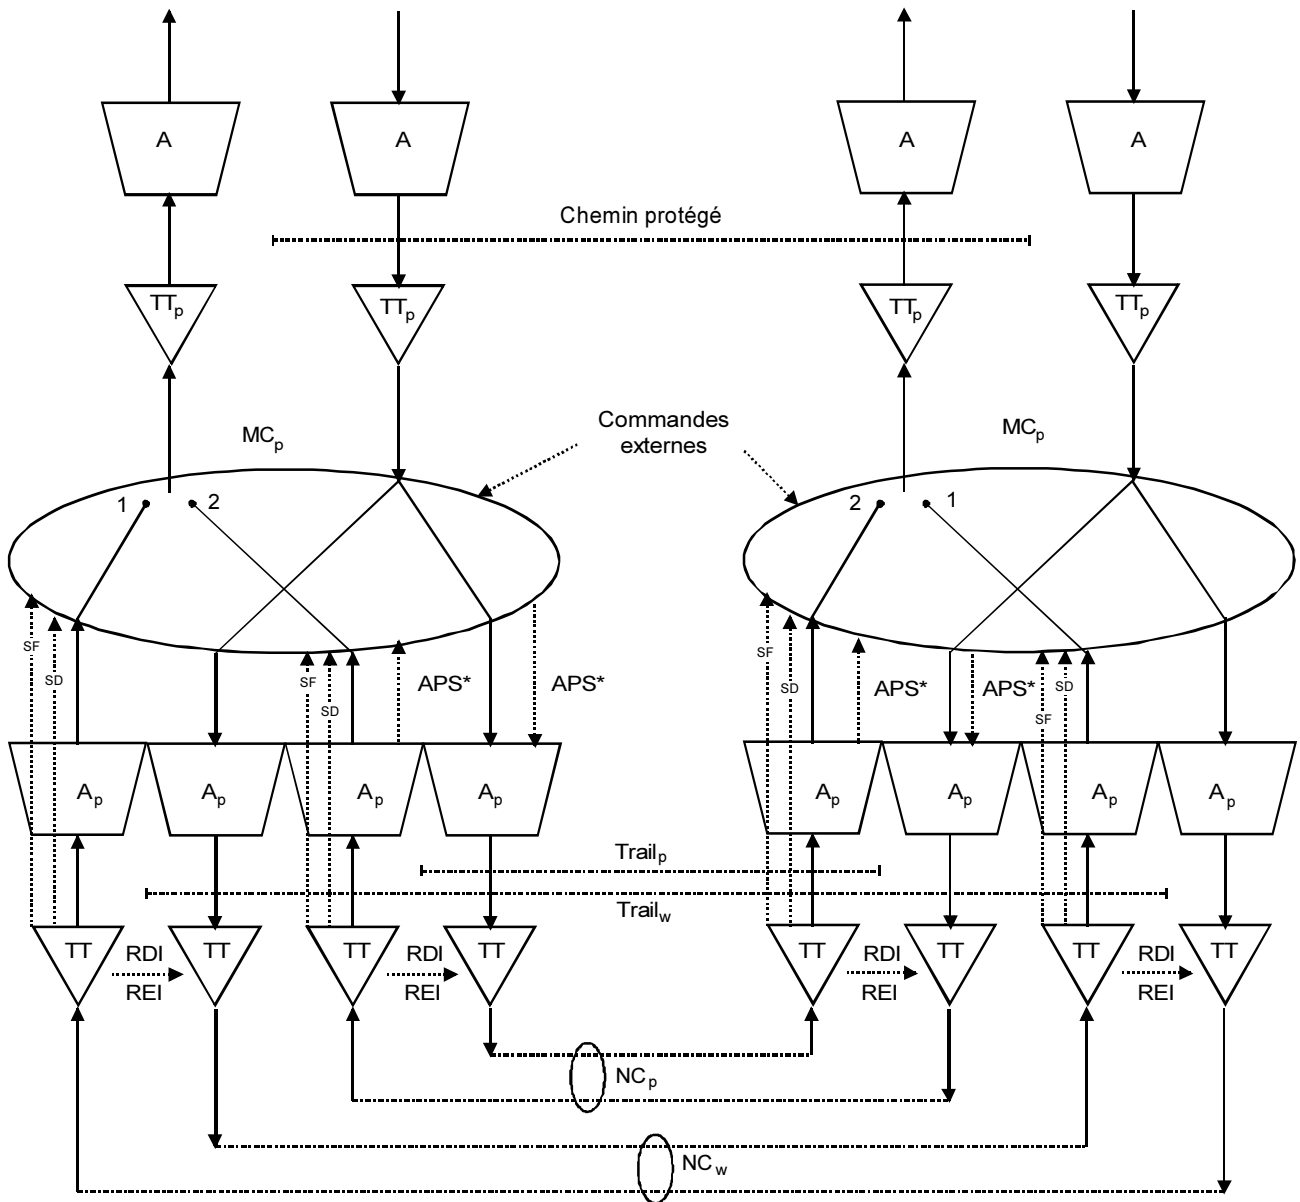 A A A A
Chemin protégé
TTp TTp TTp TTp
Commandes
externes
MCp MCp
1 2 2 1
SF SD SF SD APS* APS* SF SD APS* APS* SF SD
Ap Ap Ap Ap Ap Ap Ap Ap
Trailp
Trailw
TT TT TT TT TT TT TT TT
RDI RDI RDI RDI
REI REI REI REI
NCp
NCw